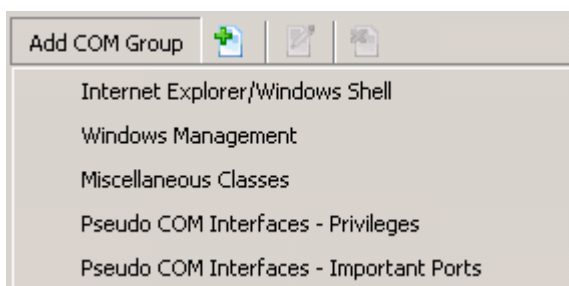 Add COM Group
Internet Explorer/Windows Shell
Windows Management
Miscellaneous Classes
Pseudo COM Interfaces - Privileges
Pseudo COM Interfaces - Important Ports